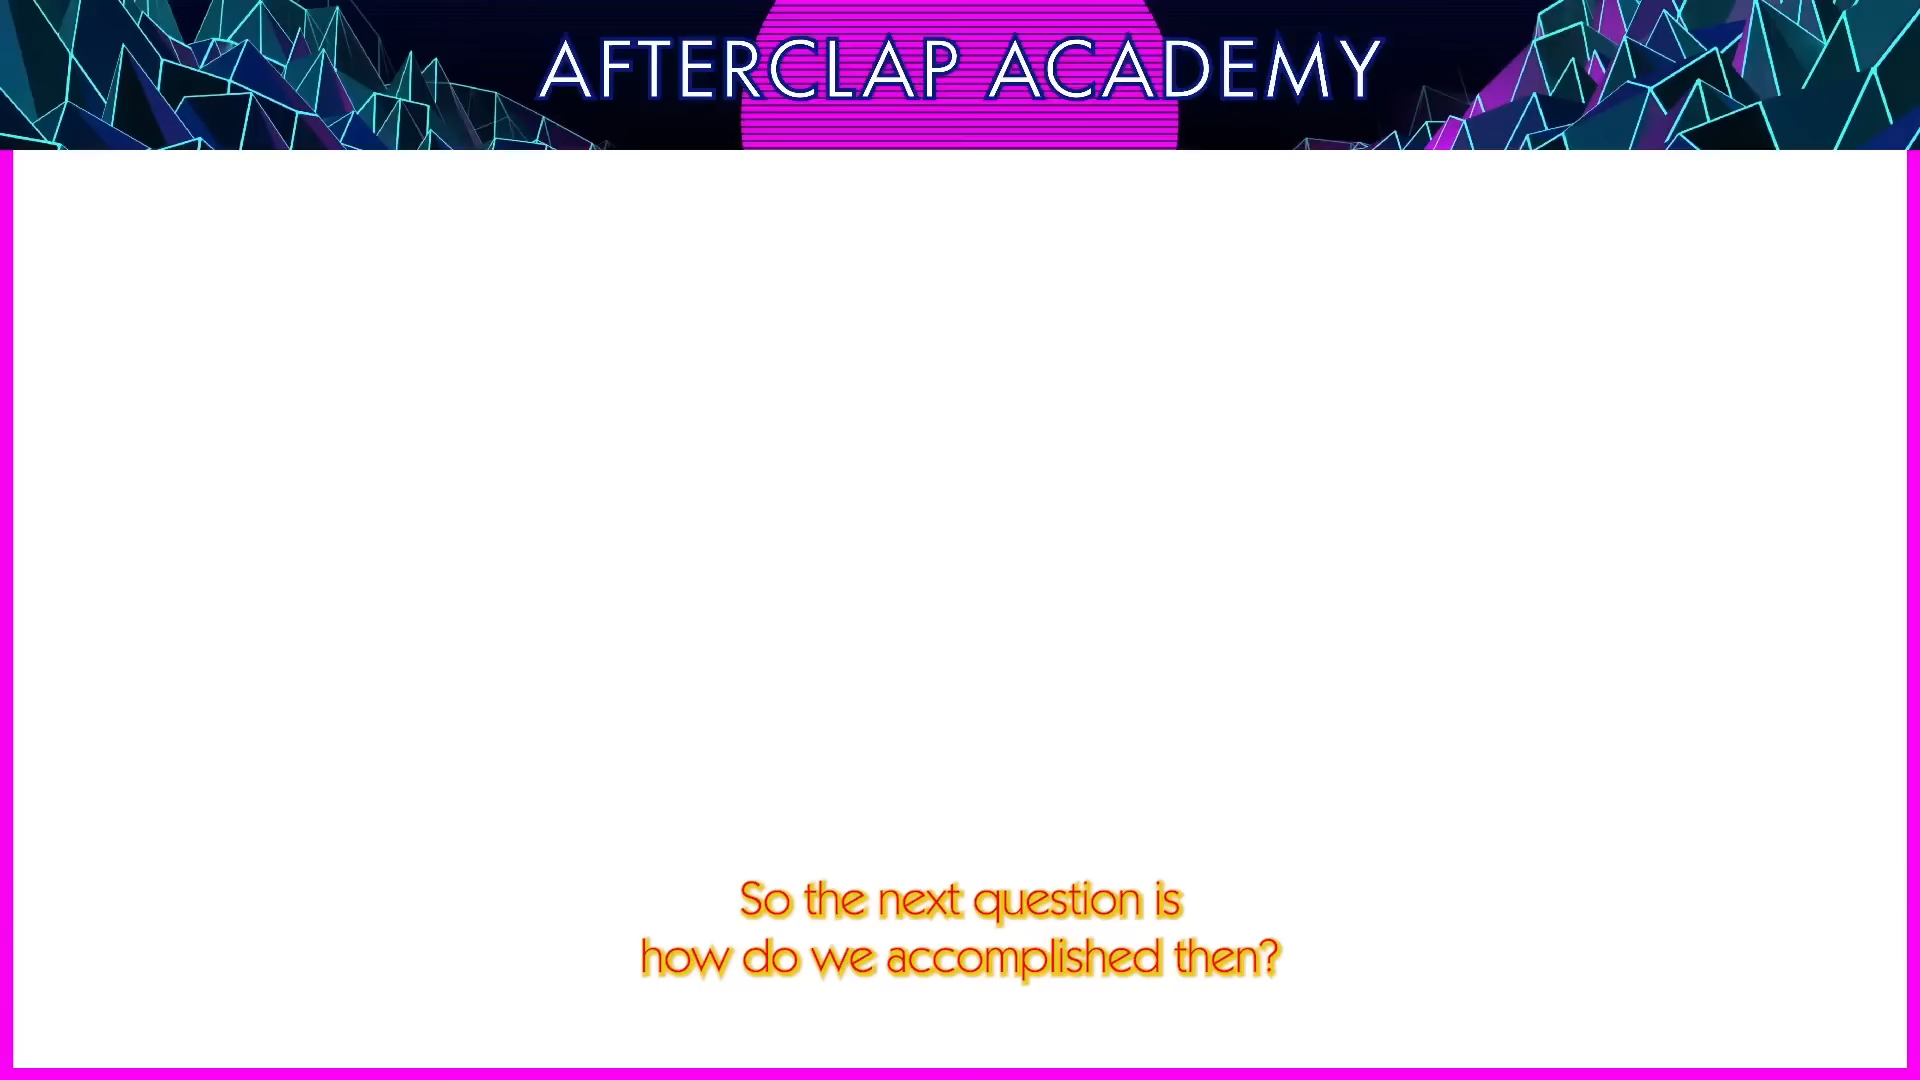 AFTERCLAP ACADEMY
So the next question is
how do we accomplished then?